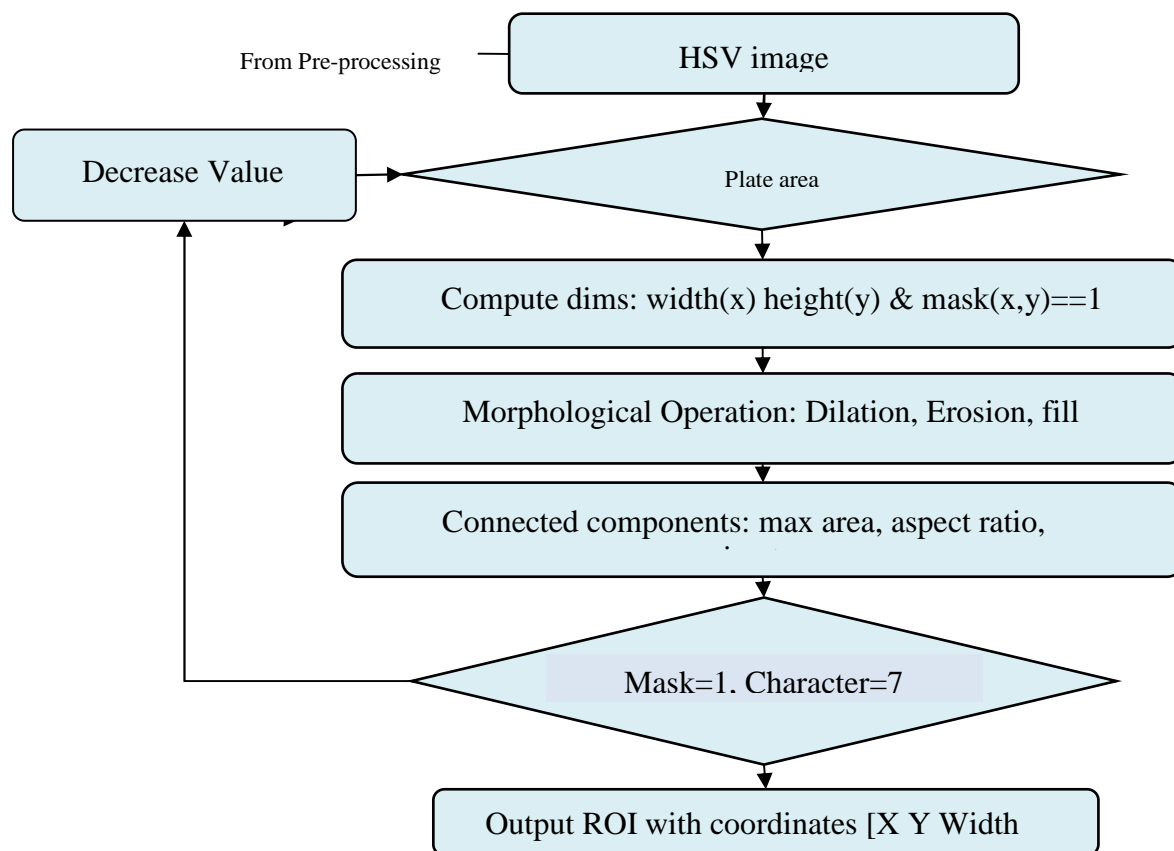 From Pre-processing
HSV image
Decrease Value
Plate area
Compute dims: width(x) height(y) & mask(x,y)==1
Morphological Operation: Dilation, Erosion, fill
Connected components: max area, aspect ratio,
Mask=1, Character=7
Output ROI with coordinates [X Y Width